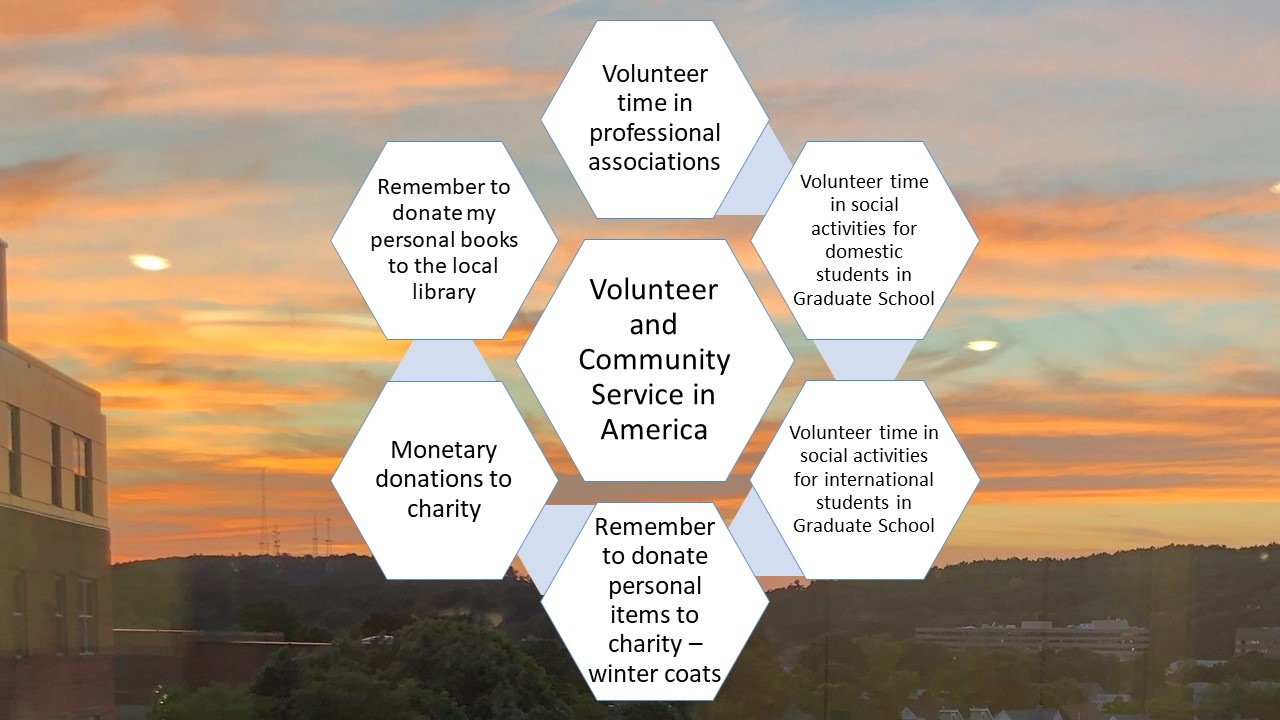 Volunteer
time in
professional
associations
Volunteer time
in social
activities for
domestic
students in
Graduate School
Volunteer time in
social activities
for international
students in
Graduate School
Remember
to donate
personal
items to
charity –
winter coats
Monetary
donations to
charity
Remember to
donate my
personal books
to the local
library
Volunteer
and
Community
Service in
America